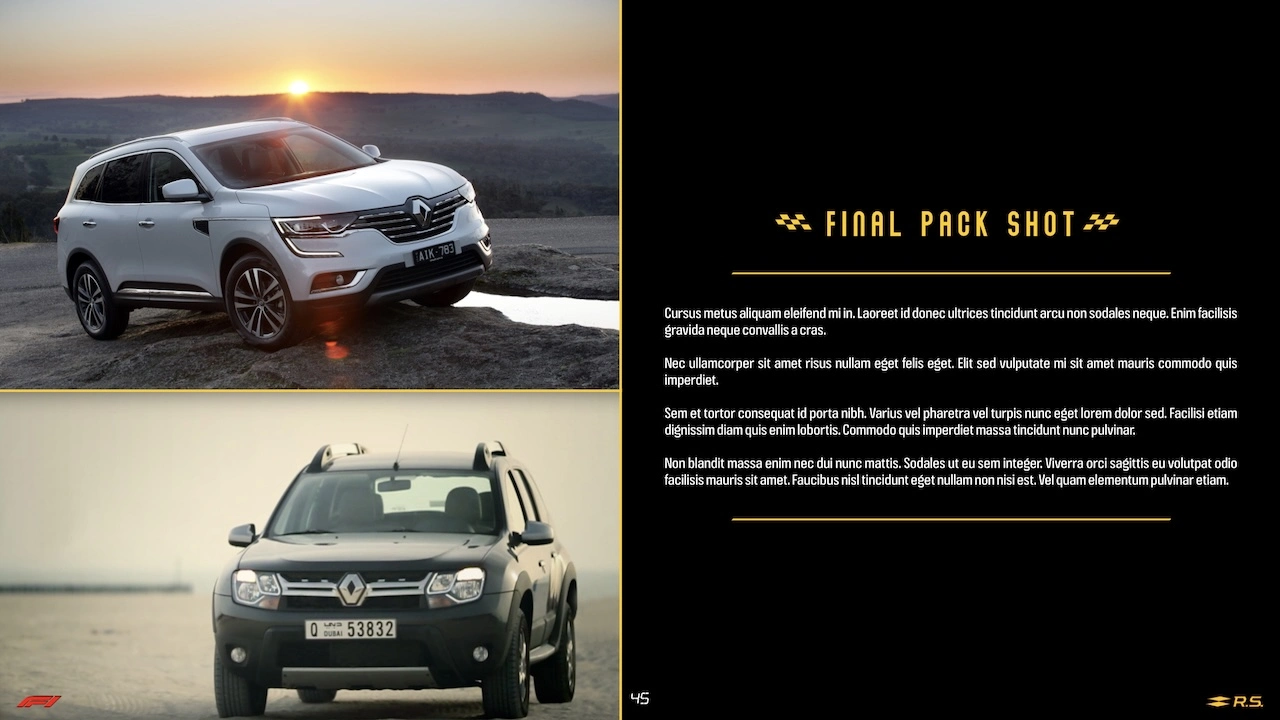 AIK-783
Q DUBAI 53832
F1
FINAL PACK SHOT
Cursus metus aliquam eleifend mi in. Laoreet id donec ultrices tincidunt arcu non sodales neque. Enim facilisis
gravida neque convallis a cras.
Nec ullamcorper sit amet risus nullam eget felis eget. Elit sed vulputate mi sit amet mauris commodo quis
imperdiet.
Sem et tortor consequat id porta nibh. Varius vel pharetra vel turpis nunc eget lorem dolor sed. Facilisi etiam
dignissim diam quis enim lobortis. Commodo quis imperdiet massa tincidunt nunc pulvinar.
Non blandit massa enim nec dui nunc mattis. Sodales ut eu sem integer. Viverra orci sagittis eu volutpat odio
facilisis mauris sit amet. Faucibus nisl tincidunt eget nullam non nisi est. Vel quam elementum pulvinar etiam.
45
R.S.